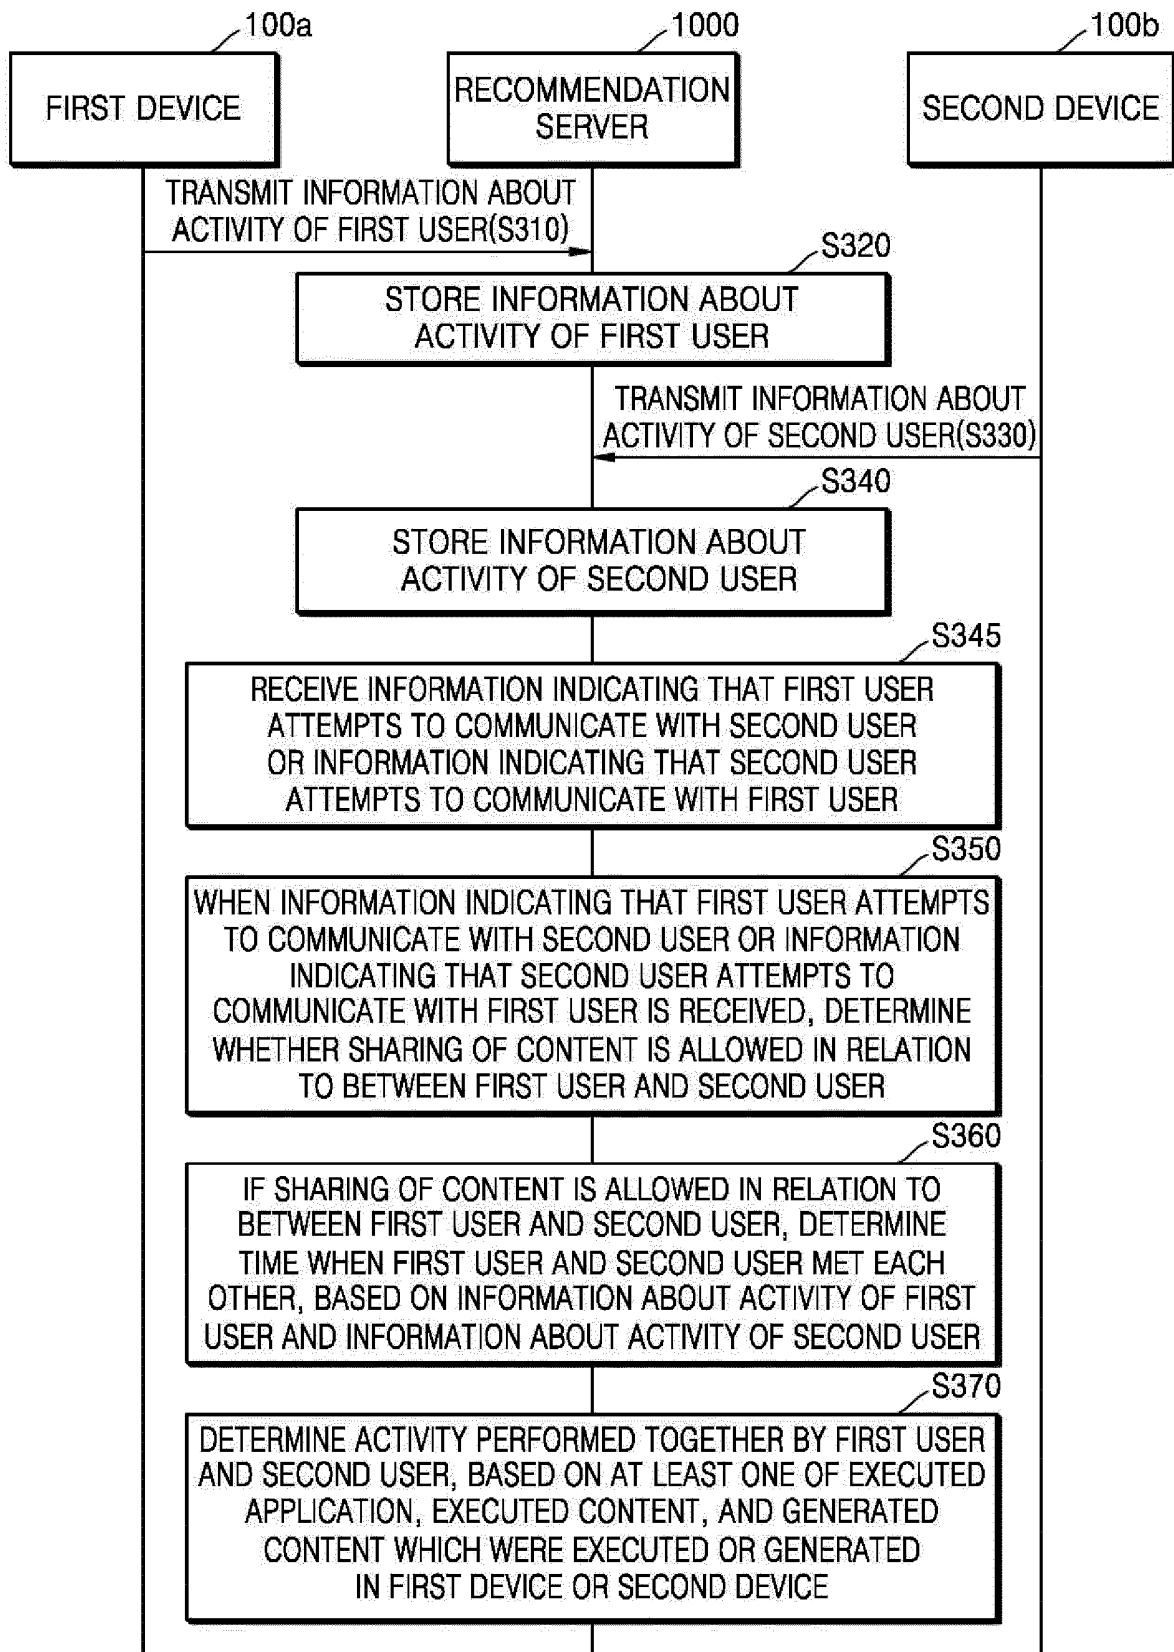 100a
1000
100b
FIRST DEVICE
RECOMMENDATION
SERVER
SECOND DEVICE
TRANSMIT INFORMATION ABOUT
ACTIVITY OF FIRST USER(S310)
S320
STORE INFORMATION ABOUT
ACTIVITY OF FIRST USER
TRANSMIT INFORMATION ABOUT
ACTIVITY OF SECOND USER(S330)
S340
STORE INFORMATION ABOUT
ACTIVITY OF SECOND USER
S345
RECEIVE INFORMATION INDICATING THAT FIRST USER
ATTEMPTS TO COMMUNICATE WITH SECOND USER
OR INFORMATION INDICATING THAT SECOND USER
ATTEMPTS TO COMMUNICATE WITH FIRST USER
S350
WHEN INFORMATION INDICATING THAT FIRST USER ATTEMPTS
TO COMMUNICATE WITH SECOND USER OR INFORMATION
INDICATING THAT SECOND USER ATTEMPTS TO
COMMUNICATE WITH FIRST USER IS RECEIVED, DETERMINE
WHETHER SHARING OF CONTENT IS ALLOWED IN RELATION
TO BETWEEN FIRST USER AND SECOND USER
S360
IF SHARING OF CONTENT IS ALLOWED IN RELATION TO
BETWEEN FIRST USER AND SECOND USER, DETERMINE
TIME WHEN FIRST USER AND SECOND USER MET EACH
OTHER, BASED ON INFORMATION ABOUT ACTIVITY OF FIRST
USER AND INFORMATION ABOUT ACTIVITY OF SECOND USER
S370
DETERMINE ACTIVITY PERFORMED TOGETHER BY FIRST USER
AND SECOND USER, BASED ON AT LEAST ONE OF EXECUTED
APPLICATION, EXECUTED CONTENT, AND GENERATED
CONTENT WHICH WERE EXECUTED OR GENERATED
IN FIRST DEVICE OR SECOND DEVICE